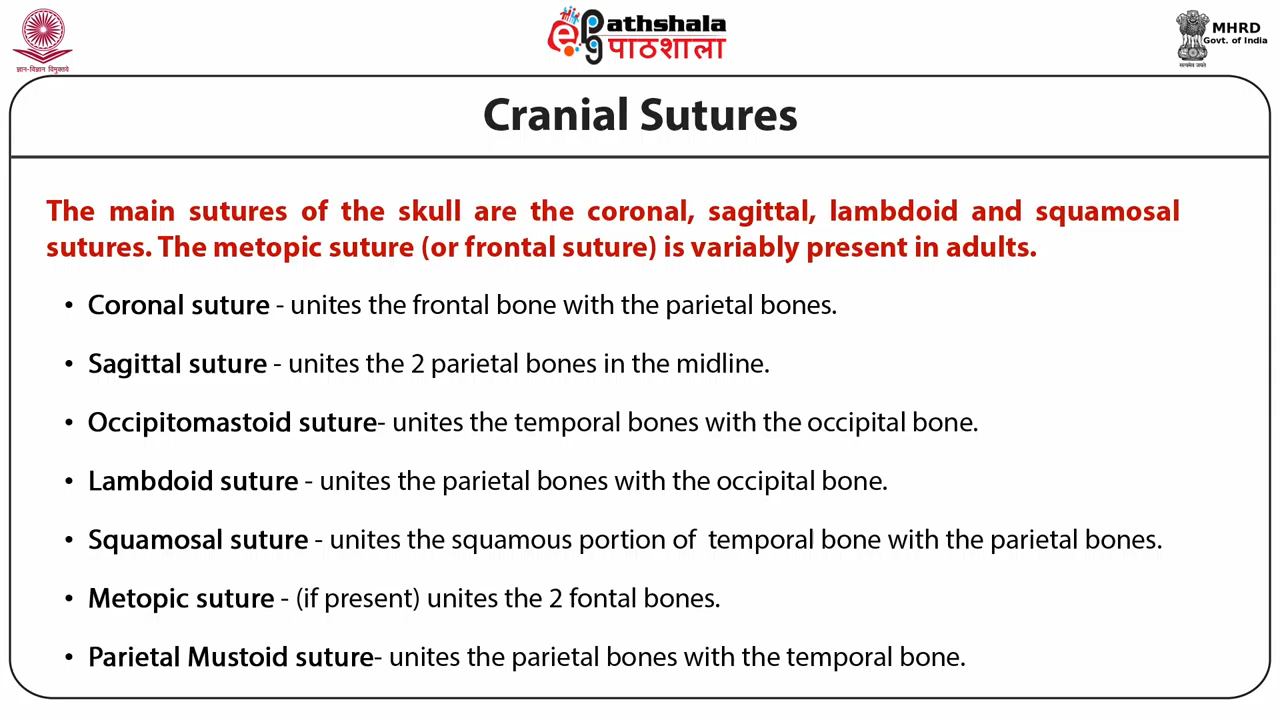 ज्ञान-विज्ञान विमुक्तये
ePathshala
पाठशाला
MHRD
Govt. of India
सत्यमेव जयते
Cranial Sutures
The main sutures of the skull are the coronal, sagittal, lambdoid and squamosal
sutures. The metopic suture (or frontal suture) is variably present in adults.
• Coronal suture - unites the frontal bone with the parietal bones.
• Sagittal suture - unites the 2 parietal bones in the midline.
• Occipitomastoid suture- unites the temporal bones with the occipital bone.
• Lambdoid suture - unites the parietal bones with the occipital bone.
• Squamosal suture - unites the squamous portion of  temporal bone with the parietal bones.
• Metopic suture - (if present) unites the 2 fontal bones.
• Parietal Mustoid suture- unites the parietal bones with the temporal bone.